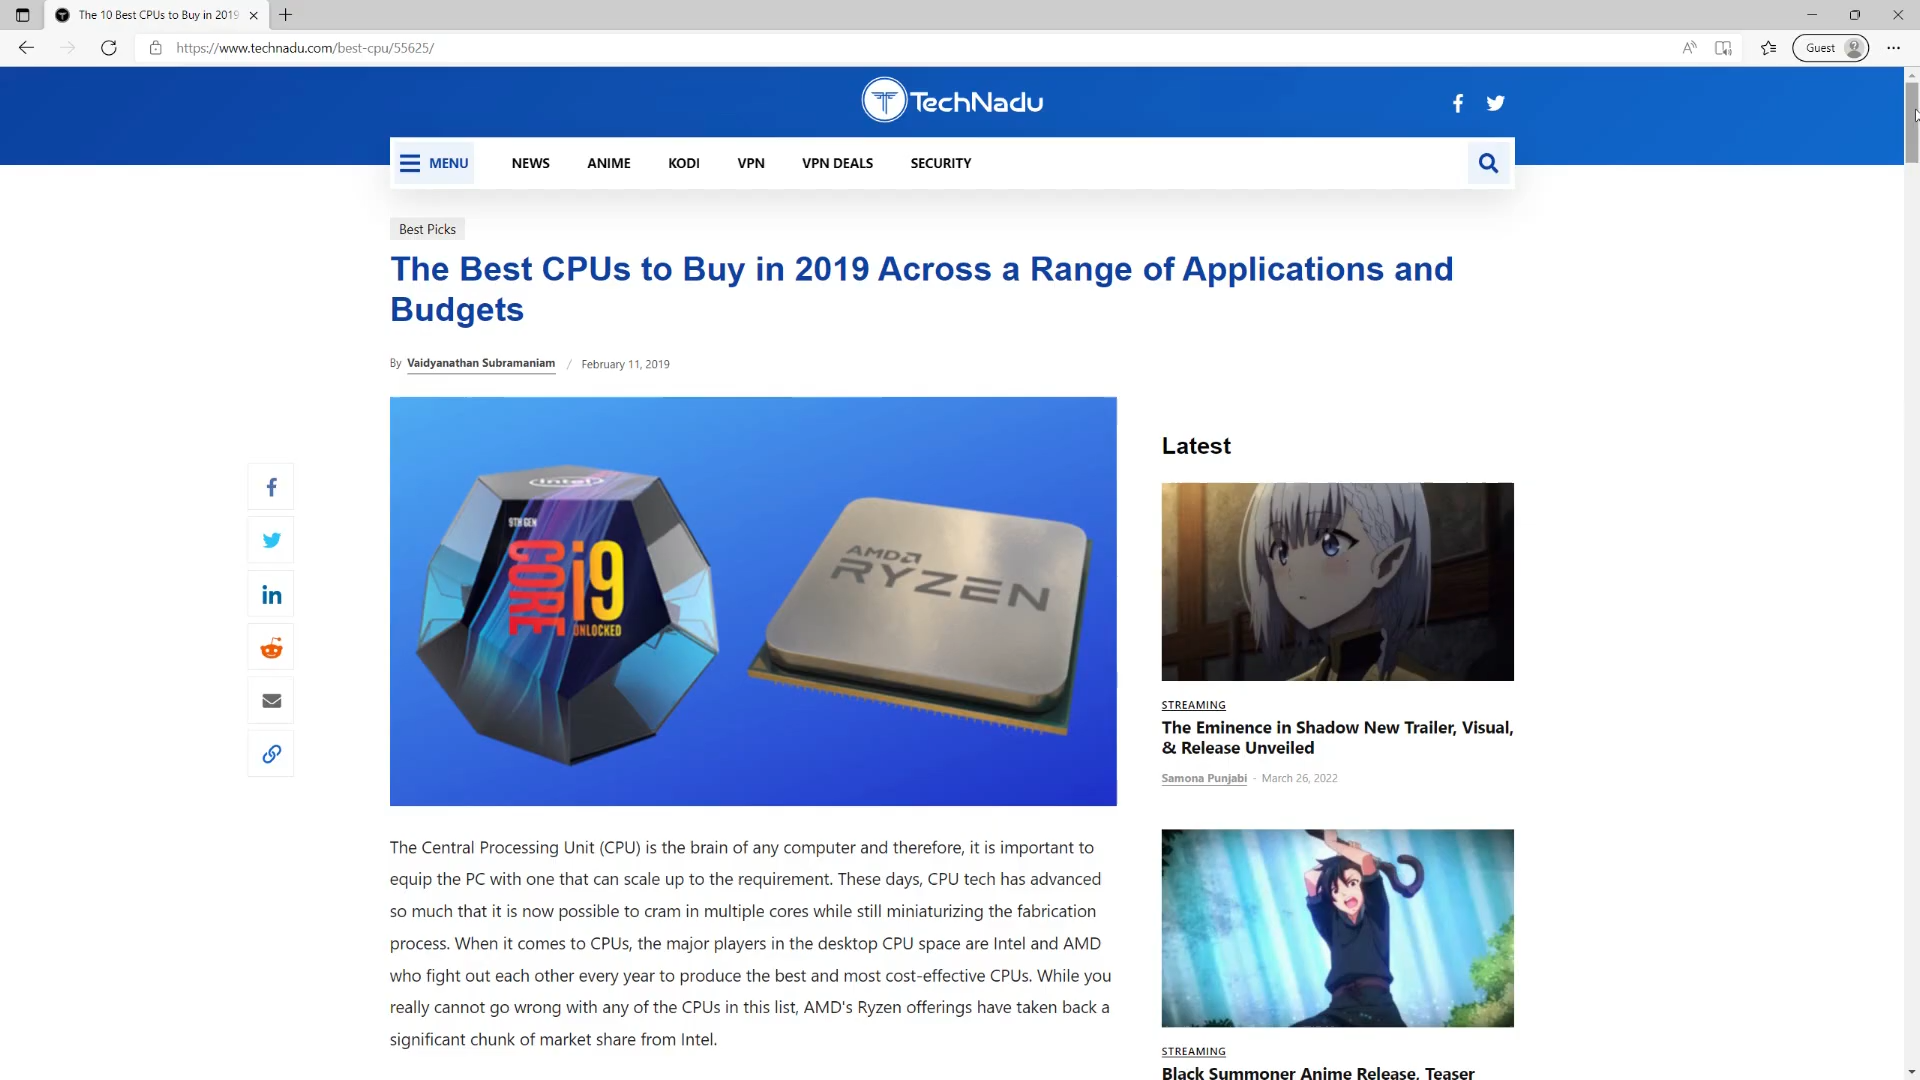 The 10 Best CPUs to Buy in 2019
https://www.technadu.com/best-cpu/55625/
Guest
TechNadu
MENU
NEWS
ANIME
KODI
VPN
VPN DEALS
SECURITY
Best Picks
The Best CPUs to Buy in 2019 Across a Range of Applications and
Budgets
By Vaidyanathan Subramaniam / February 11, 2019
intel
9TH GEN
CORE i9
UNLOCKED
AMD
RYZEN
The Central Processing Unit (CPU) is the brain of any computer and therefore, it is important to
equip the PC with one that can scale up to the requirement. These days, CPU tech has advanced
so much that it is now possible to cram in multiple cores while still miniaturizing the fabrication
process. When it comes to CPUs, the major players in the desktop CPU space are Intel and AMD
who fight out each other every year to produce the best and most cost-effective CPUs. While you
really cannot go wrong with any of the CPUs in this list, AMD's Ryzen offerings have taken back a
significant chunk of market share from Intel.
Latest
STREAMING
The Eminence in Shadow New Trailer, Visual,
& Release Unveiled
Samona Punjabi - March 26, 2022
STREAMING
Black Summoner Anime Release, Teaser